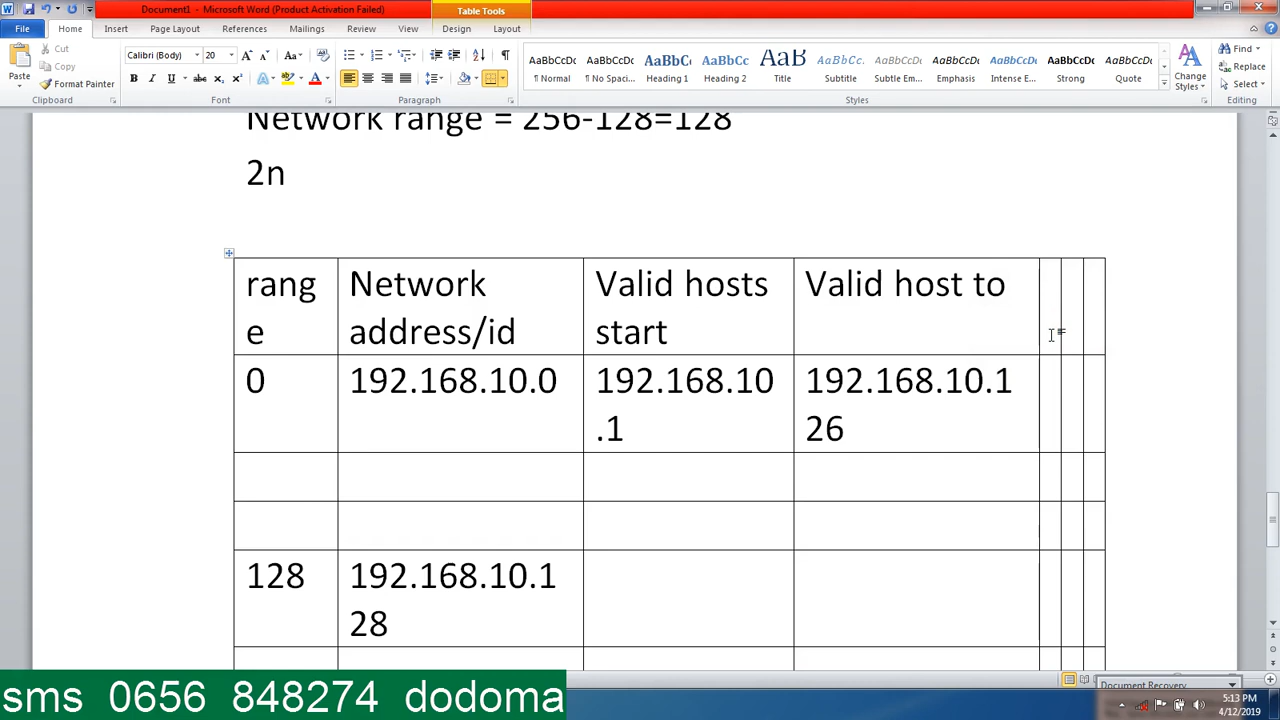 Document1 - Microsoft Word (Product Activation Failed)
Table Tools
File Home Insert Page Layout References Mailings Review View Design Layout
Paste
Cut
Copy
Format Painter
Clipboard
Calibri (Body) 20
Font
Paragraph
AaBbCcDc AaBbCcDc AaBbC AaBbCc AaB AaBbCc. AaBbCcDc AaBbCcDc AaBbCcDc AaBbCcDc AaBbCcDc
¶ Normal ¶ No Spaci... Heading 1 Heading 2 Title Subtitle Subtle Em... Emphasis Intense E... Strong Quote
Styles
Change
Styles
Find
Replace
Select
Editing
Network range = 256-128=128
2n
rang
e
Network
address/id
Valid hosts
start
Valid host to
0
192.168.10.0
192.168.10
.1
192.168.10.1
26
128
192.168.10.1
28
sms 0656 848274 dodoma
Document Recovery
5:13 PM
4/12/2019